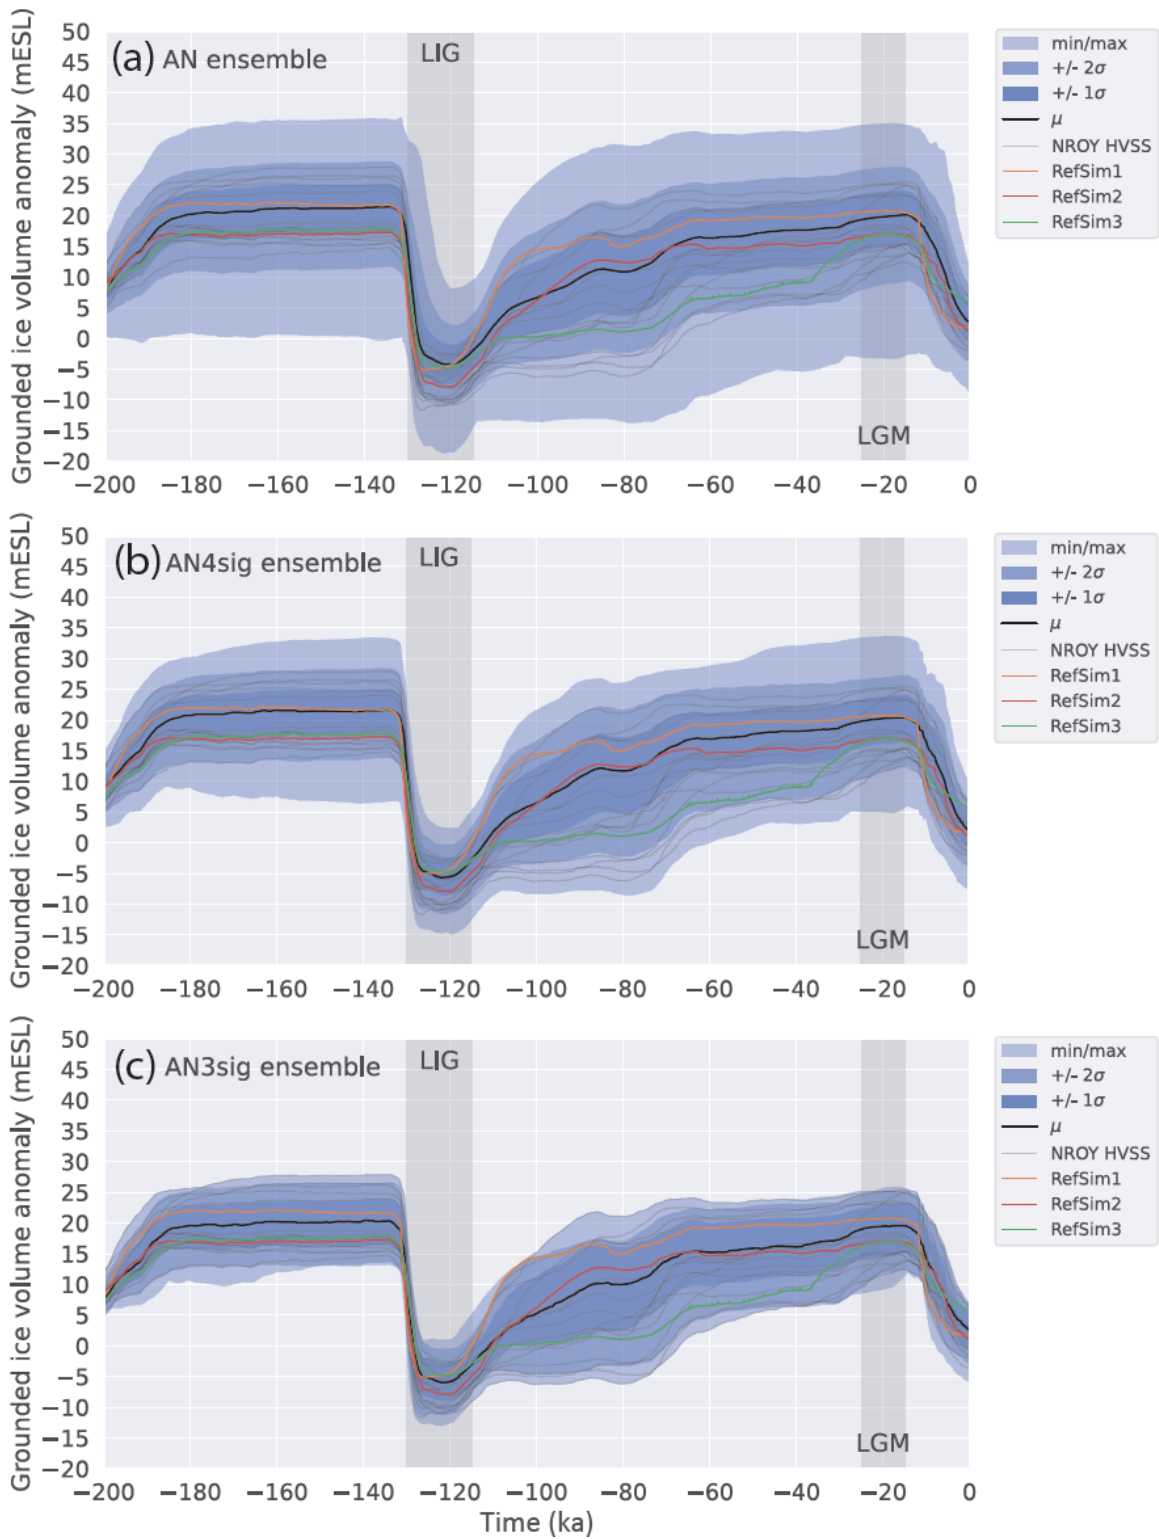 (a) AN ensemble
LIG
LGM
Grounded ice volume anomaly (mESL)
50
45
40
35
30
25
20
15
10
5
0
−5
−10
−15
−20
−200 −180 −160 −140 −120 −100 −80 −60 −40 −20 0
min/max
+/- 2σ
+/- 1σ
μ
NROY HVSS
RefSim1
RefSim2
RefSim3
(b) AN4sig ensemble
LIG
LGM
Grounded ice volume anomaly (mESL)
50
45
40
35
30
25
20
15
10
5
0
−5
−10
−15
−20
−200 −180 −160 −140 −120 −100 −80 −60 −40 −20 0
min/max
+/- 2σ
+/- 1σ
μ
NROY HVSS
RefSim1
RefSim2
RefSim3
(c) AN3sig ensemble
LIG
LGM
Grounded ice volume anomaly (mESL)
50
45
40
35
30
25
20
15
10
5
0
−5
−10
−15
−20
−200 −180 −160 −140 −120 −100 −80 −60 −40 −20 0
Time (ka)
min/max
+/- 2σ
+/- 1σ
μ
NROY HVSS
RefSim1
RefSim2
RefSim3